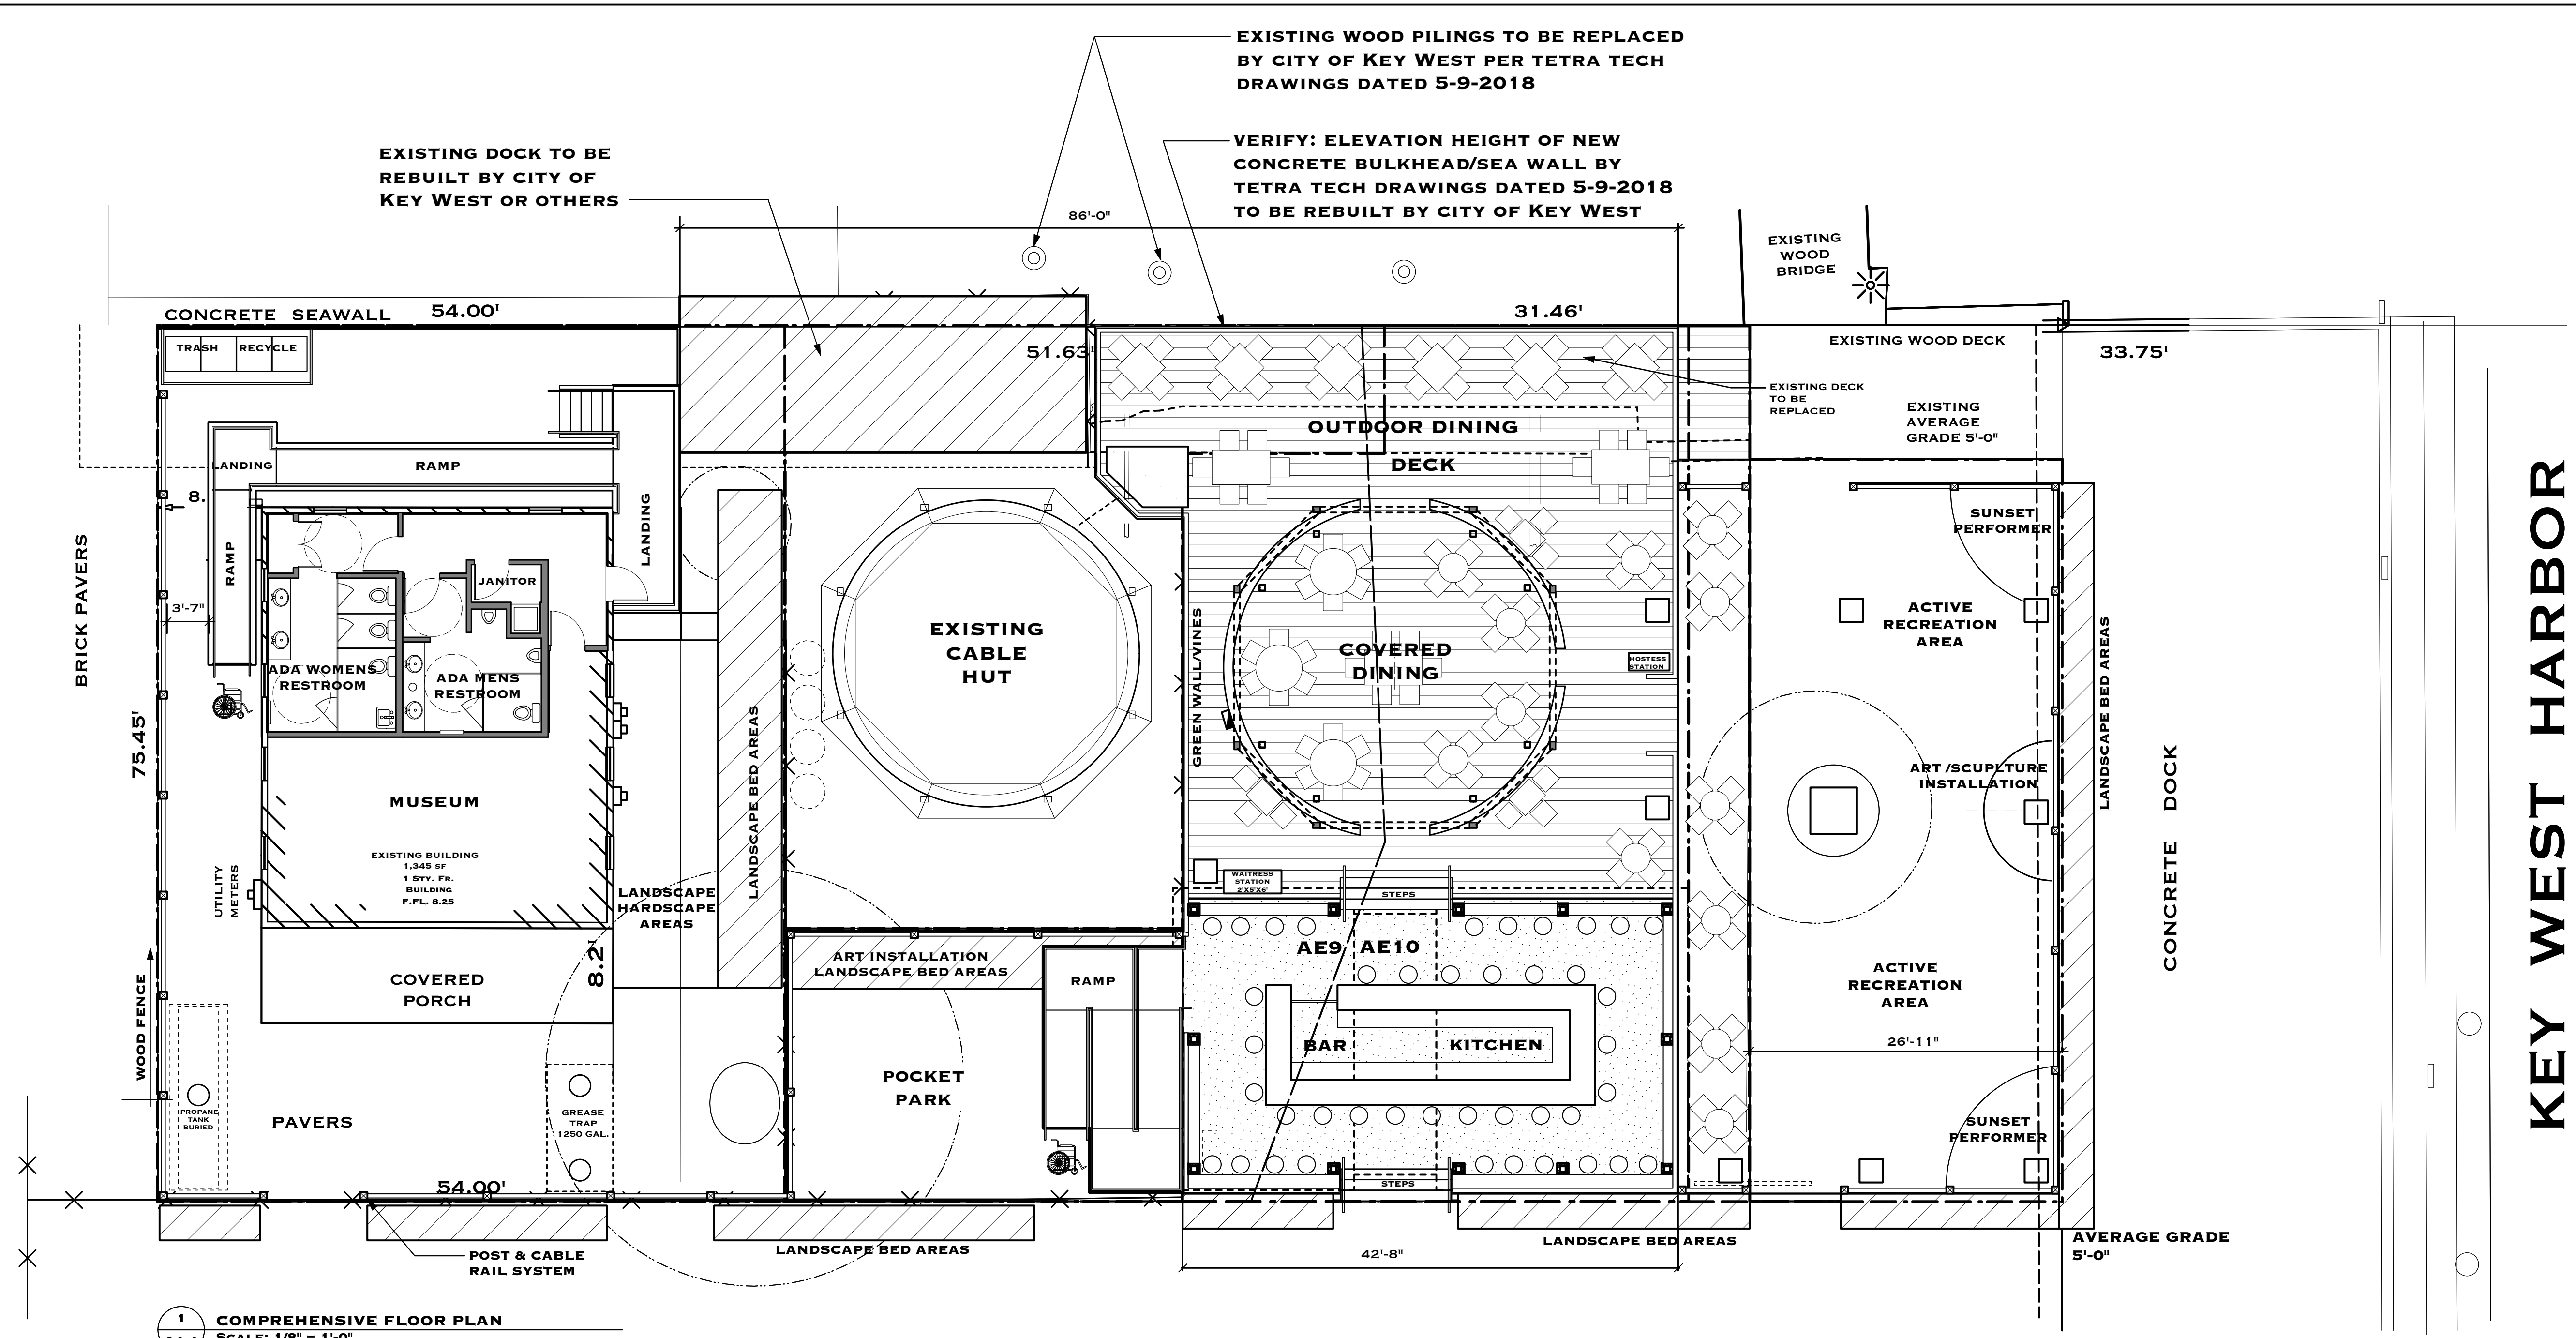 EXISTING WOOD PILINGS TO BE REPLACED
BY CITY OF KEY WEST PER TETRA TECH
DRAWINGS DATED 5-9-2018
VERIFY: ELEVATION HEIGHT OF NEW
CONCRETE BULKHEAD/SEA WALL BY
TETRA TECH DRAWINGS DATED 5-9-2018
TO BE REBUILT BY CITY OF KEY WEST
EXISTING DOCK TO BE
REBUILT BY CITY OF
KEY WEST OR OTHERS
86'-0"
EXISTING
WOOD
BRIDGE
CONCRETE SEAWALL
54.00'
31.46'
51.63'
33.75'
TRASH
RECYCLE
EXISTING WOOD DECK
EXISTING DECK
TO BE
REPLACED
EXISTING
AVERAGE
GRADE 5'-0"
OUTDOOR DINING
DECK
LANDING
RAMP
8.
RAMP
LANDING
3'-7"
JANITOR
ADA WOMENS
RESTROOM
ADA MENS
RESTROOM
BRICK PAVERS
75.45'
EXISTING
CABLE
HUT
GREEN WALL/VINES
COVERED
DINING
HOSTESS
STATION
SUNSET
PERFORMER
ACTIVE
RECREATION
AREA
ART /SCUPLTURE
INSTALLATION
LANDSCAPE BED AREAS
CONCRETE DOCK
KEY WEST HARBOR
MUSEUM
EXISTING BUILDING
1,345 SF
1 STY. FR.
BUILDING
F.FL. 8.25
UTILITY
METERS
LANDSCAPE BED AREAS
LANDSCAPE
HARDSCAPE
AREAS
8.2'
WAITRESS
STATION
2'X5'X6'
STEPS
AE9
AE10
ART INSTALLATION
LANDSCAPE BED AREAS
RAMP
COVERED
PORCH
WOOD FENCE
ACTIVE
RECREATION
AREA
26'-11"
BAR
KITCHEN
POCKET
PARK
PROPANE
TANK
BURIED
PAVERS
GREASE
TRAP
1250 GAL.
SUNSET
PERFORMER
54.00'
STEPS
POST & CABLE
RAIL SYSTEM
LANDSCAPE BED AREAS
42'-8"
LANDSCAPE BED AREAS
AVERAGE GRADE
5'-0"
1
COMPREHENSIVE FLOOR PLAN
SCALE: 1/8" = 1'-0"